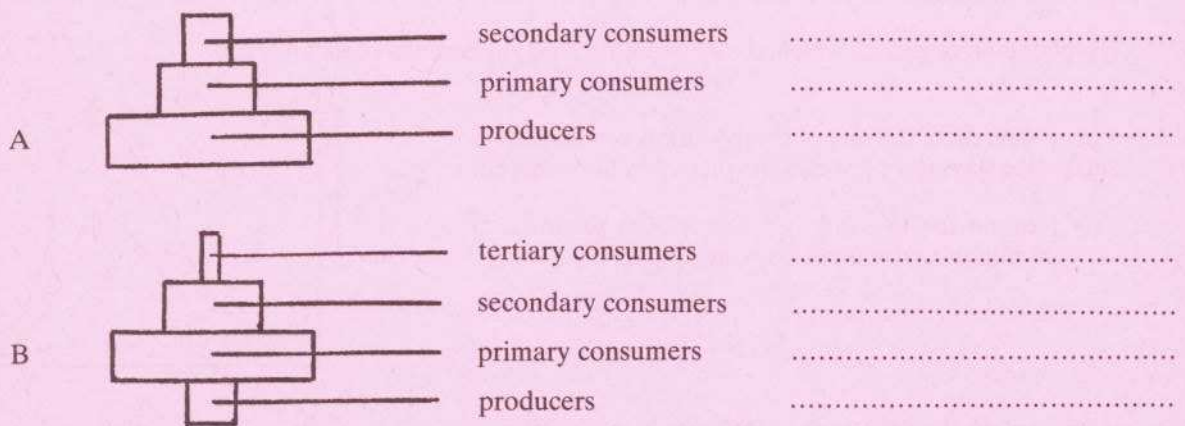 secondary consumers ................................................
primary consumers ................................................
A producers ................................................
tertiary consumers ................................................
secondary consumers ................................................
B primary consumers ................................................
producers ................................................